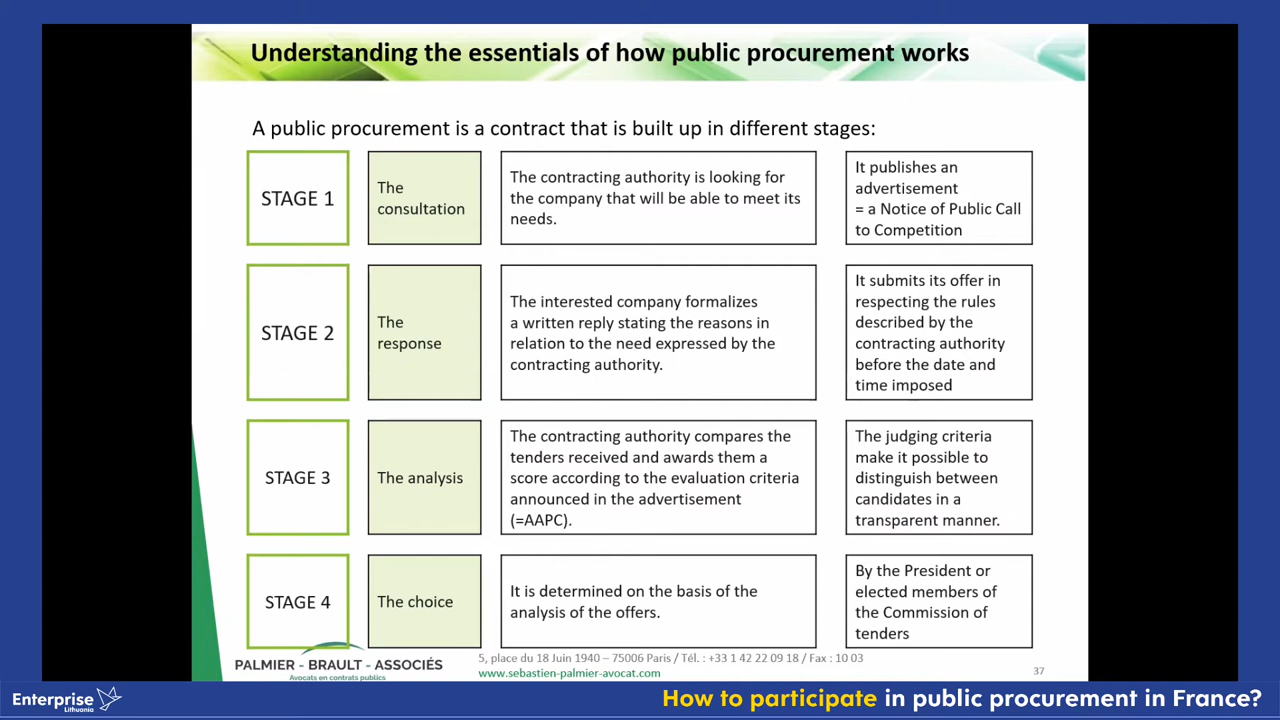 Understanding the essentials of how public procurement works
A public procurement is a contract that is built up in different stages:
STAGE 1
The
consultation
The contracting authority is looking for
the company that will be able to meet its
needs.
It publishes an
advertisement
= a Notice of Public Call
to Competition
STAGE 2
The
response
The interested company formalizes
a written reply stating the reasons in
relation to the need expressed by the
contracting authority.
It submits its offer in
respecting the rules
described by the
contracting authority
before the date and
time imposed
STAGE 3
The analysis
The contracting authority compares the
tenders received and awards them a
score according to the evaluation criteria
announced in the advertisement
(=AAPC).
The judging criteria
make it possible to
distinguish between
candidates in a
transparent manner.
STAGE 4
The choice
It is determined on the basis of the
analysis of the offers.
By the President or
elected members of
the Commission of
tenders
PALMIER - BRAULT - ASSOCIÉS
Avocats en contrats publics
5, place du 18 Juin 1940 – 75006 Paris / Tél. : +33 1 42 22 09 18 / Fax : 10 03
www.sebastien-palmier-avocat.com
37
Enterprise
Lithuania
How to participate in public procurement in France?